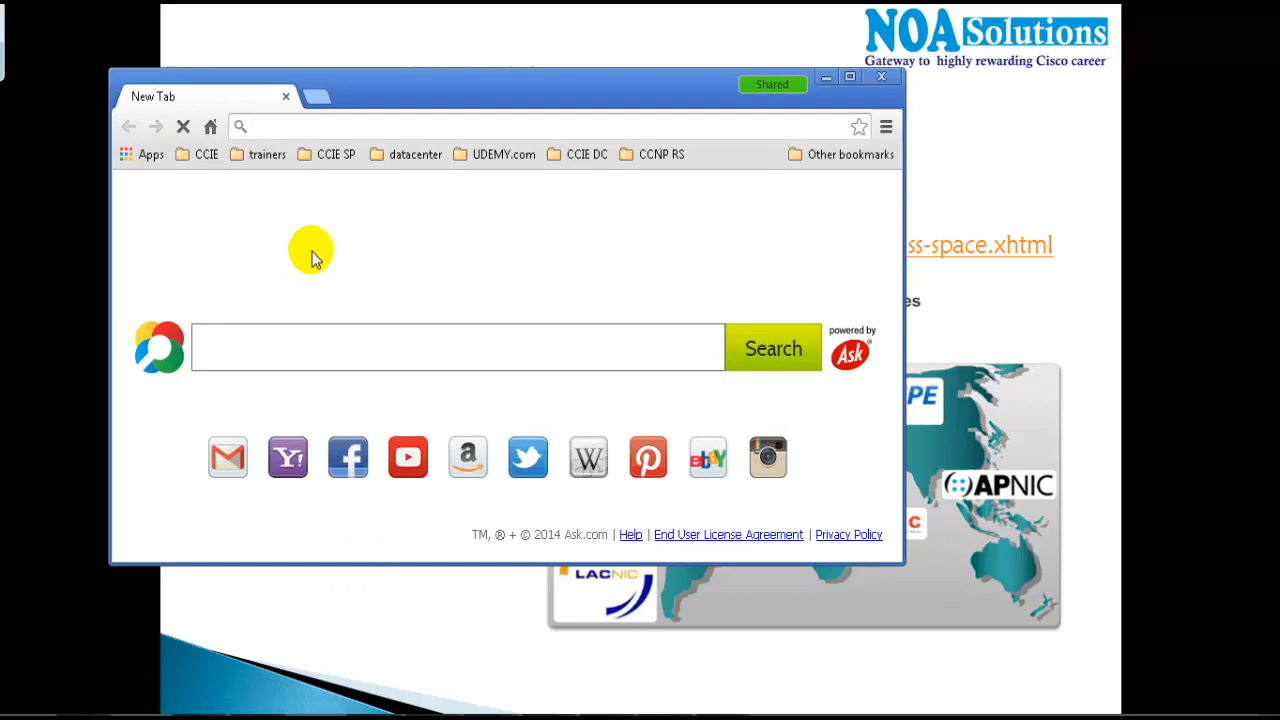 NOA Solutions
Gateway to highly rewarding Cisco career
Shared
New Tab
Apps CCIE trainers CCIE SP datacenter UDEMY.com CCIE DC CCNP RS Other bookmarks
ss-space.xhtml
es
Search
powered by
Ask
Y!
a
W
ebay
PE
APNIC
C
TM, ® + © 2014 Ask.com | Help | End User License Agreement | Privacy Policy
LACNIC